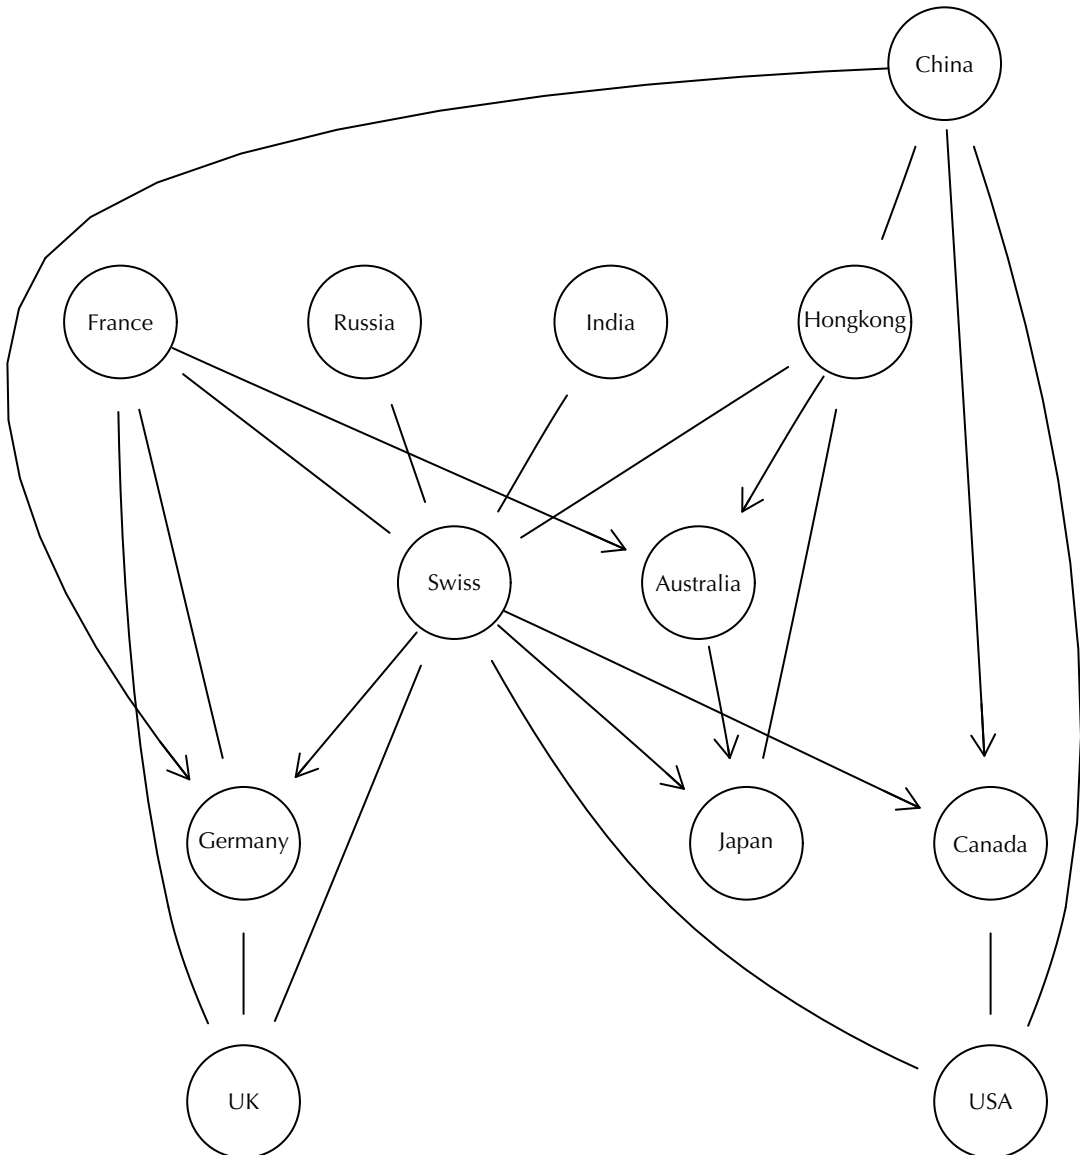 China
France
Russia
India
Hongkong
Swiss
Australia
Germany
Japan
Canada
UK
USA